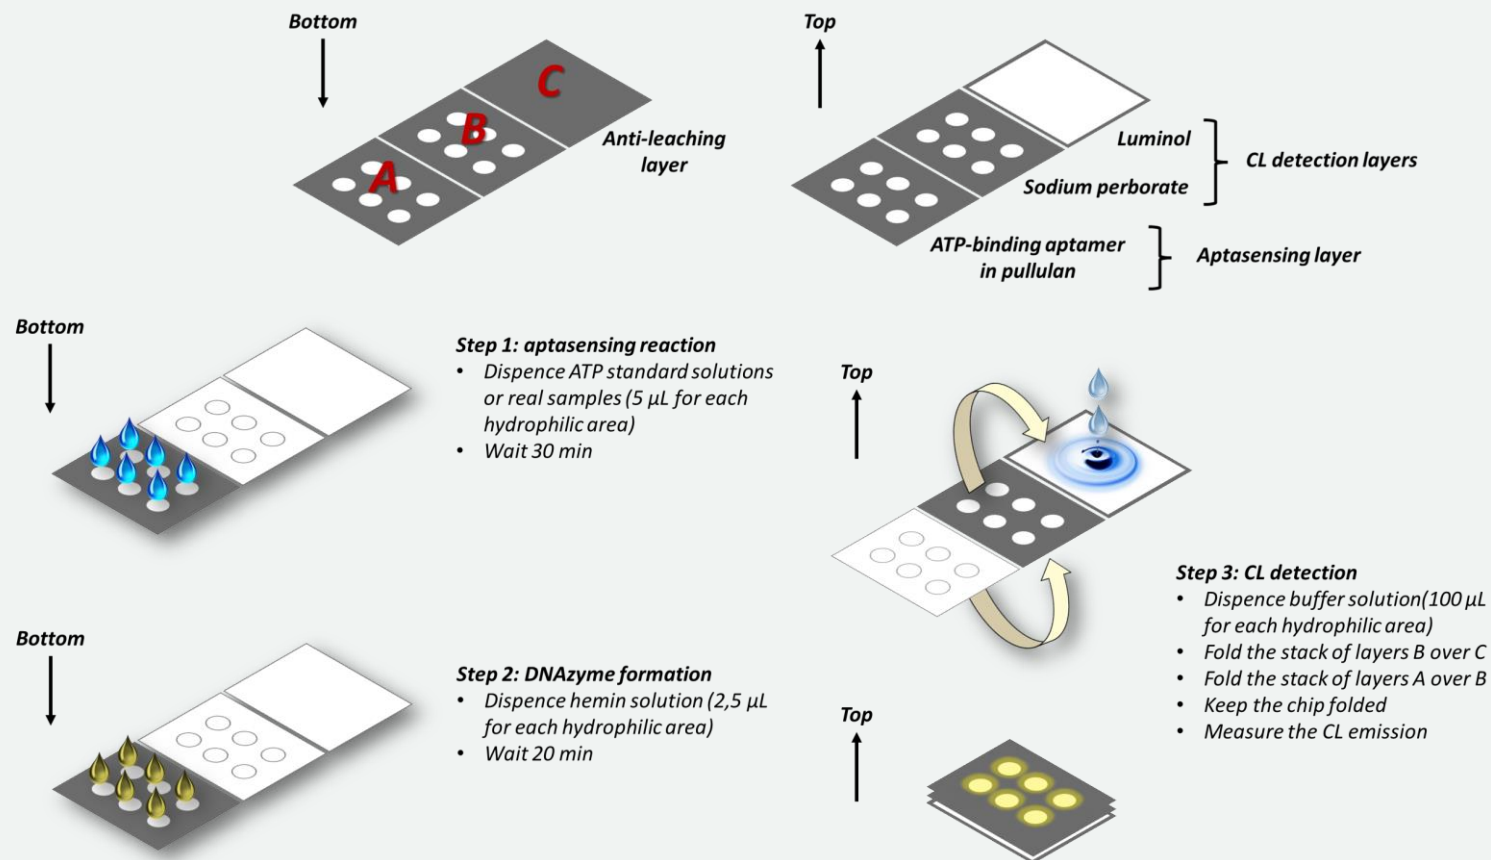 Bottom
Top
C
B
A
Anti-leaching
layer
Luminol
Sodium perborate
CL detection layers
ATP-binding aptamer
in pullulan
Aptasensing layer
Bottom
Step 1: aptasensing reaction
• Dispence ATP standard solutions
or real samples (5 µL for each
hydrophilic area)
• Wait 30 min
Bottom
Step 2: DNAzyme formation
• Dispence hemin solution (2,5 µL
for each hydrophilic area)
• Wait 20 min
Top
Step 3: CL detection
• Dispence buffer solution(100 µL
for each hydrophilic area)
• Fold the stack of layers B over C
• Fold the stack of layers A over B
• Keep the chip folded
• Measure the CL emission
Top